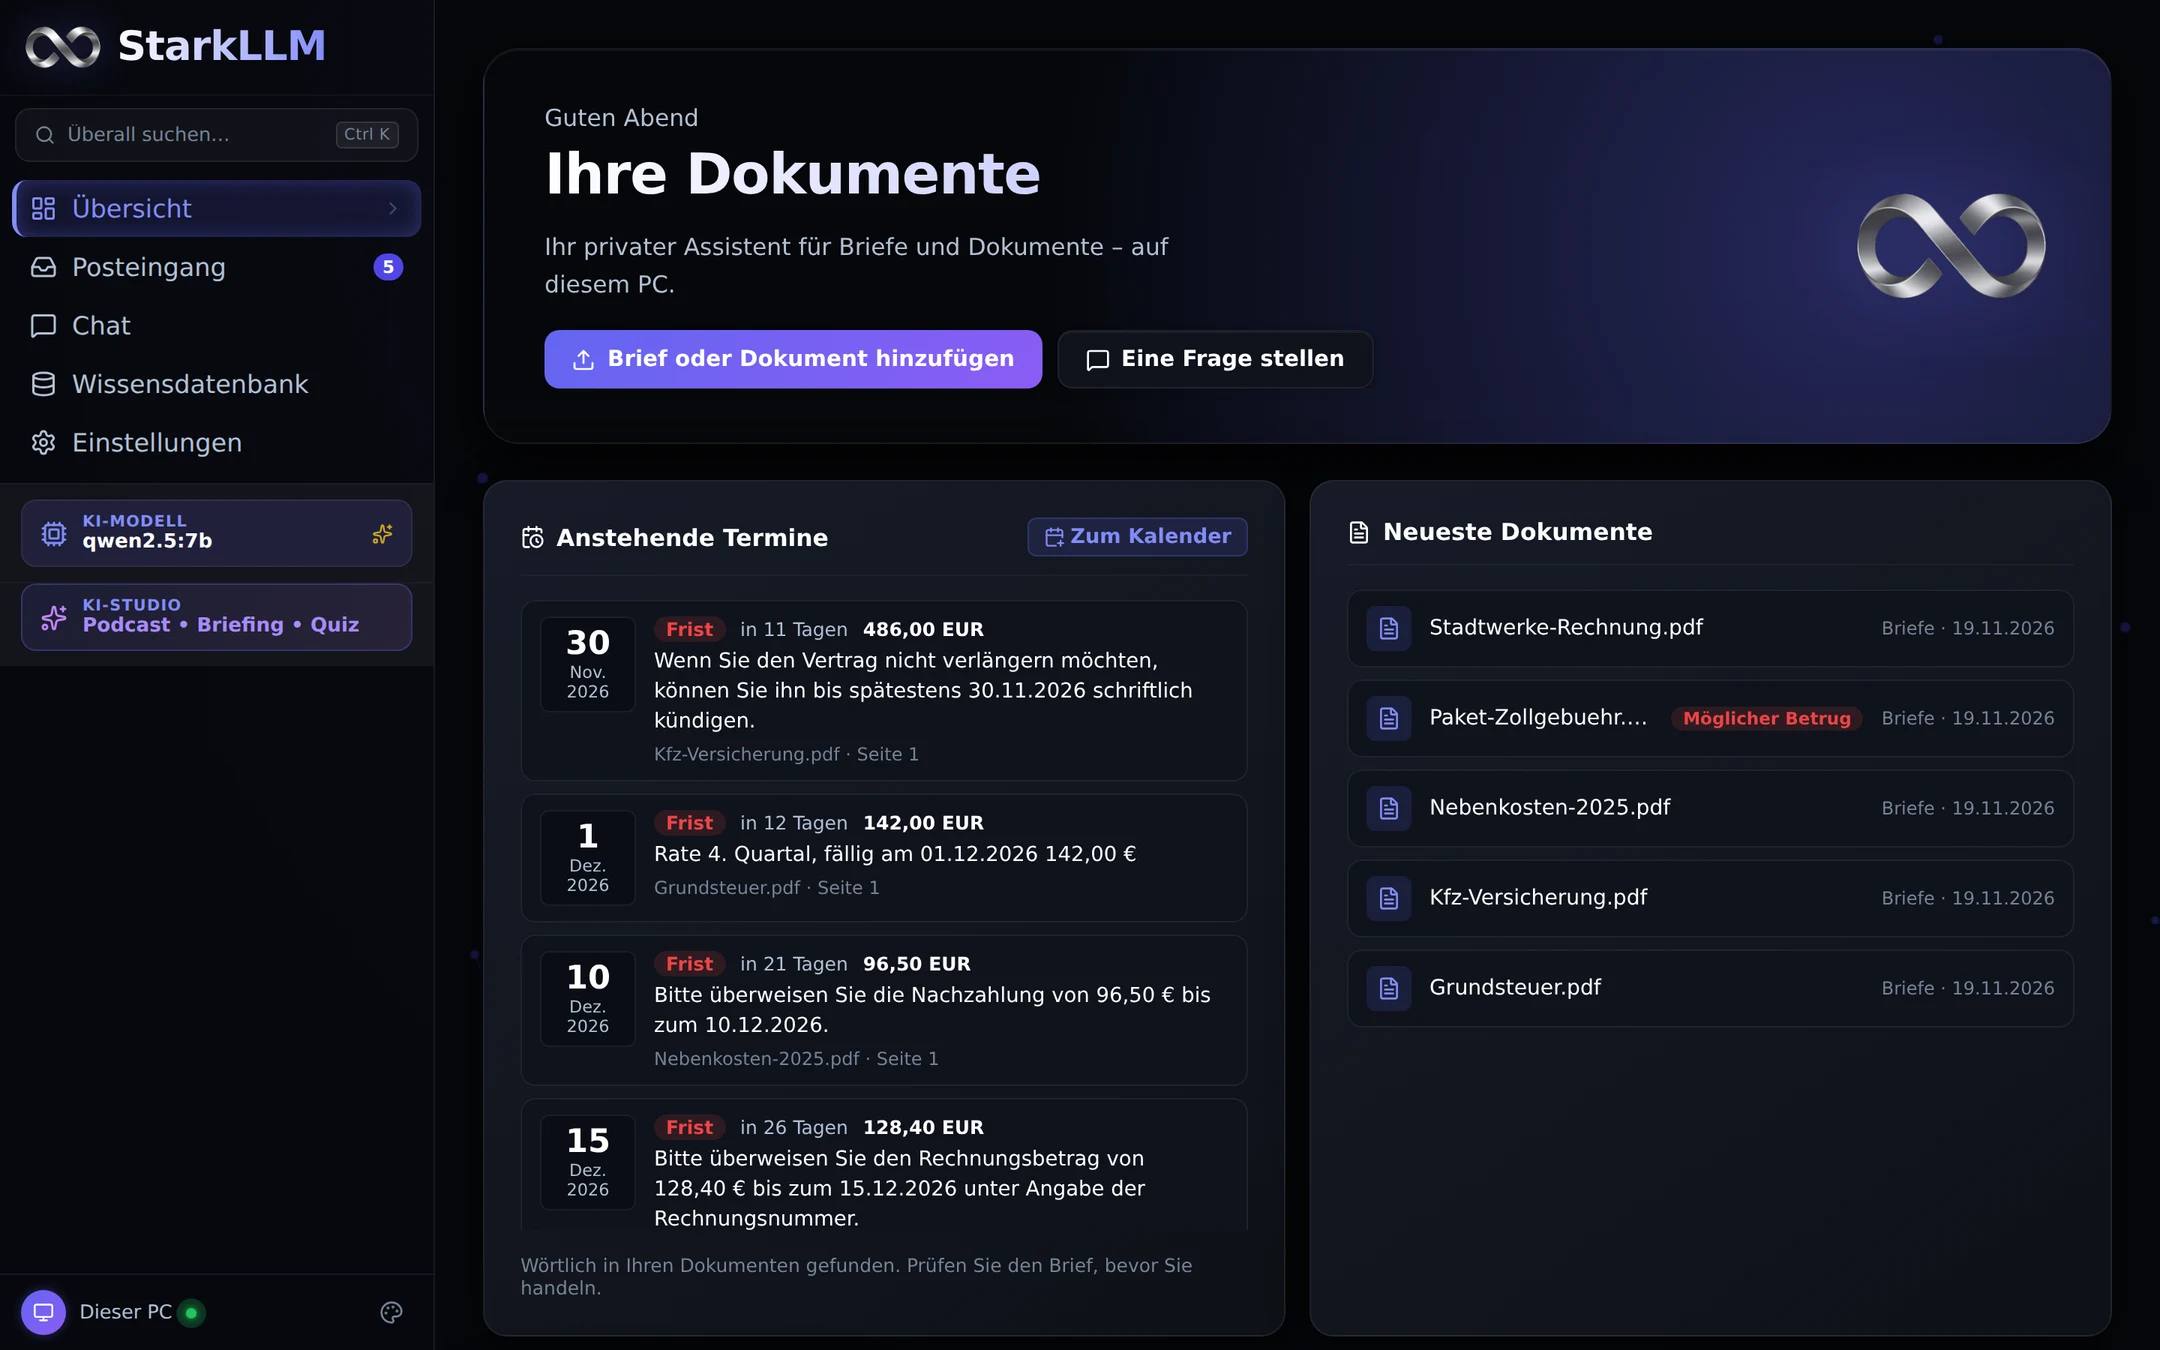 StarkLLM
Überall suchen...
Ctrl K
Übersicht
Posteingang
5
Chat
Wissensdatenbank
Einstellungen
KI-MODELL
qwen2.5:7b
KI-STUDIO
Podcast • Briefing • Quiz
Dieser PC
Guten Abend
Ihre Dokumente
Ihr privater Assistent für Briefe und Dokumente – auf
diesem PC.
Brief oder Dokument hinzufügen
Eine Frage stellen
Anstehende Termine
Zum Kalender
30
Nov.
2026
Frist in 11 Tagen 486,00 EUR
Wenn Sie den Vertrag nicht verlängern möchten,
können Sie ihn bis spätestens 30.11.2026 schriftlich
kündigen.
Kfz-Versicherung.pdf · Seite 1
1
Dez.
2026
Frist in 12 Tagen 142,00 EUR
Rate 4. Quartal, fällig am 01.12.2026 142,00 €
Grundsteuer.pdf · Seite 1
10
Dez.
2026
Frist in 21 Tagen 96,50 EUR
Bitte überweisen Sie die Nachzahlung von 96,50 € bis
zum 10.12.2026.
Nebenkosten-2025.pdf · Seite 1
15
Dez.
2026
Frist in 26 Tagen 128,40 EUR
Bitte überweisen Sie den Rechnungsbetrag von
128,40 € bis zum 15.12.2026 unter Angabe der
Rechnungsnummer.
Wörtlich in Ihren Dokumenten gefunden. Prüfen Sie den Brief, bevor Sie
handeln.
Neueste Dokumente
Stadtwerke-Rechnung.pdf Briefe · 19.11.2026
Paket-Zollgebuehr.... Möglicher Betrug Briefe · 19.11.2026
Nebenkosten-2025.pdf Briefe · 19.11.2026
Kfz-Versicherung.pdf Briefe · 19.11.2026
Grundsteuer.pdf Briefe · 19.11.2026